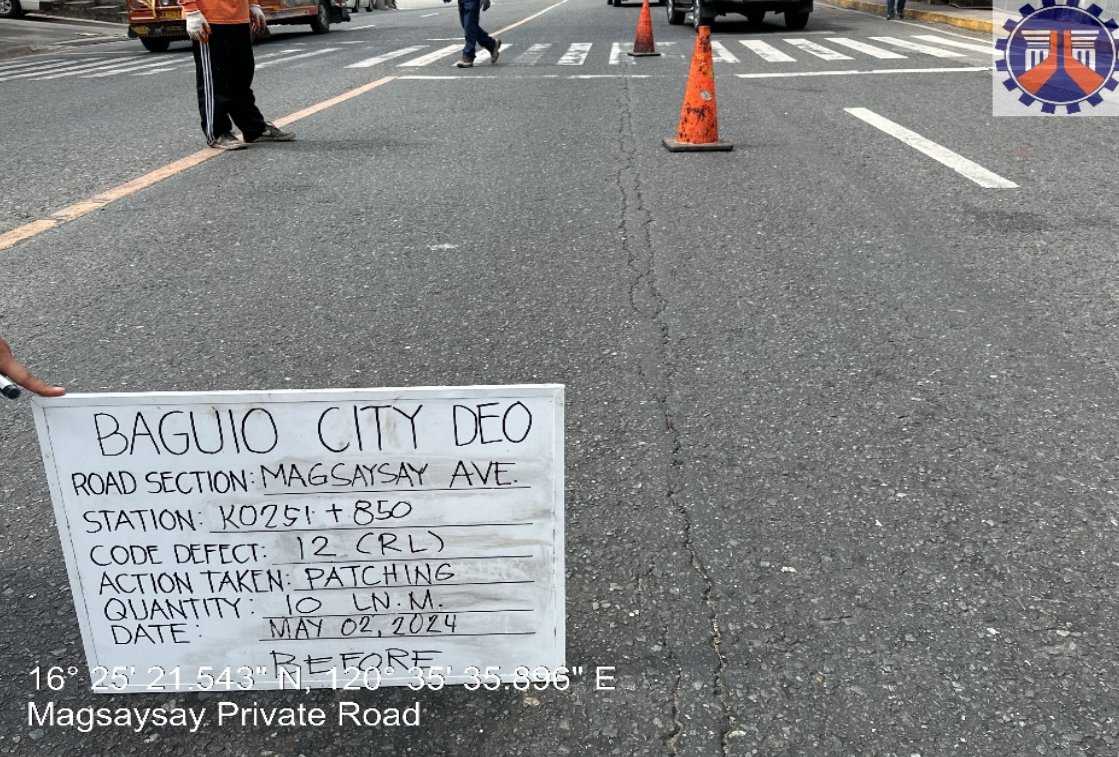 BAGUIO CITY DEO
ROAD SECTION: MAGSAYSAY AVE.
STATION: K0251 + 850
CODE DEFECT: 12 (RL)
ACTION TAKEN: PATCHING
QUANTITY: 10 LN.M.
DATE: MAY 02, 2024
BEFORE
16° 25' 21.543" N, 120° 35' 35.896" E
Magsaysay Private Road